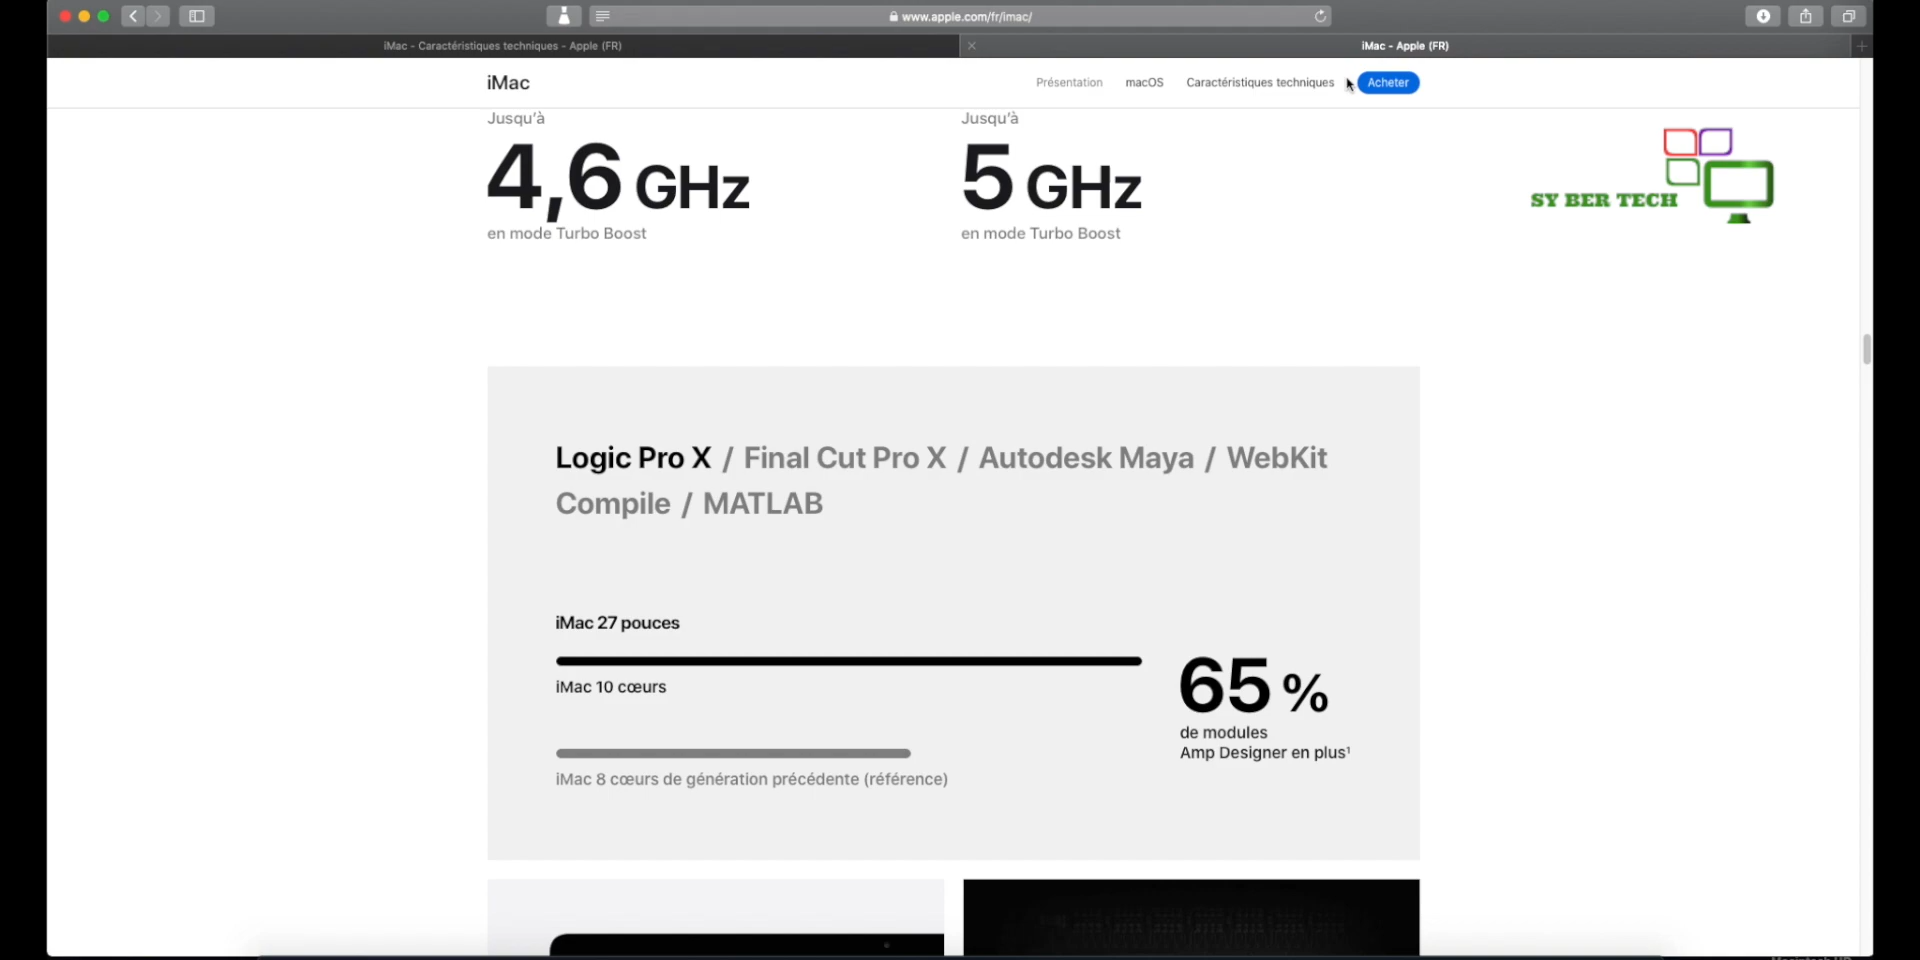 www.apple.com/fr/imac/
iMac - Caractéristiques techniques - Apple (FR)
iMac - Apple (FR)
iMac
Présentation
macOS
Caractéristiques techniques
Acheter
Jusqu'à
Jusqu'à
4,6 GHz
5 GHz
en mode Turbo Boost
en mode Turbo Boost
SY BER TECH
Logic Pro X / Final Cut Pro X / Autodesk Maya / WebKit
Compile / MATLAB
iMac 27 pouces
iMac 10 cœurs
65 %
de modules
Amp Designer en plus¹
iMac 8 cœurs de génération précédente (référence)